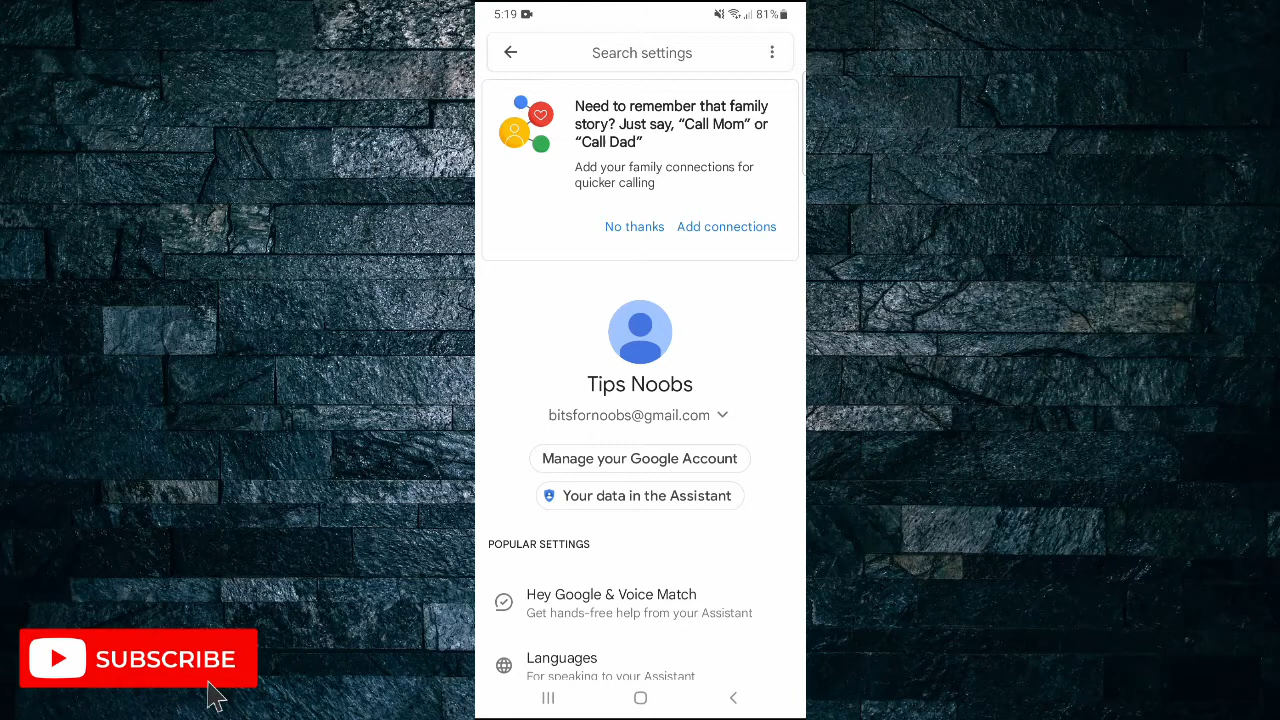 5:19
81%
Search settings
Need to remember that family
story? Just say, “Call Mom” or
“Call Dad”
Add your family connections for
quicker calling
No thanks Add connections
Tips Noobs
bitsfornoobs@gmail.com
Manage your Google Account
Your data in the Assistant
POPULAR SETTINGS
Hey Google & Voice Match
Get hands-free help from your Assistant
Languages
For speaking to your Assistant
SUBSCRIBE